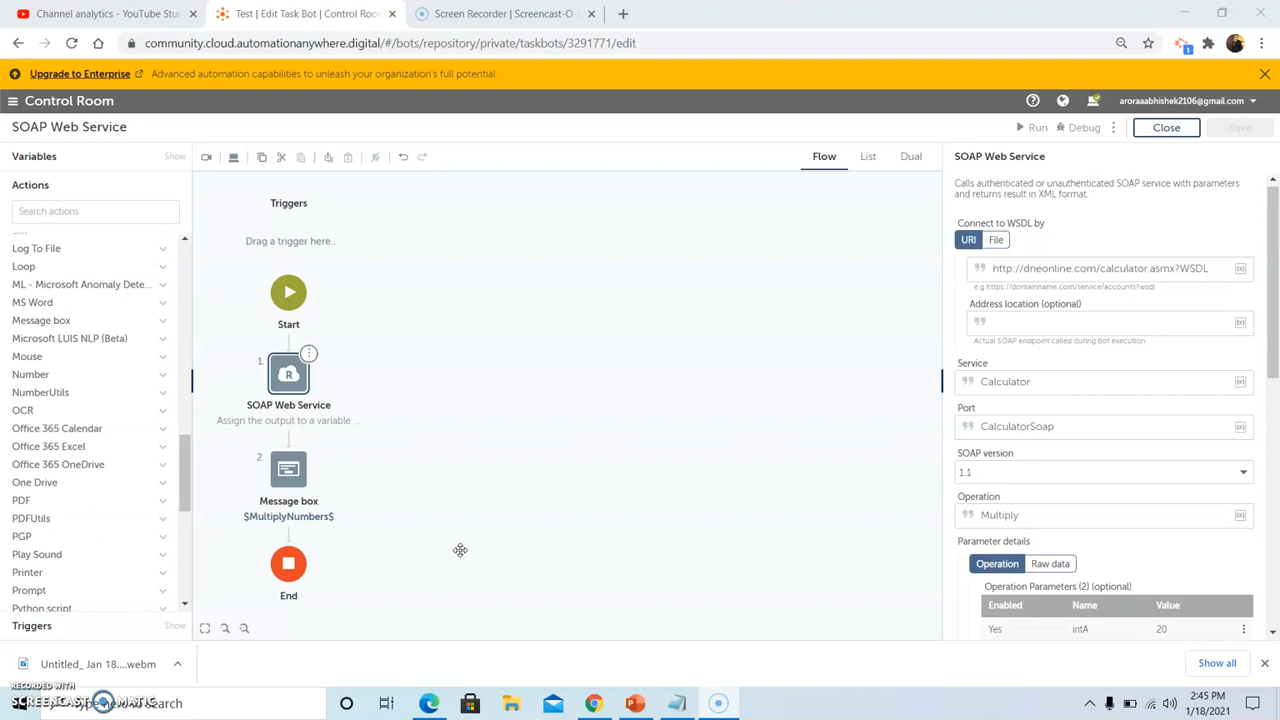 Channel analytics - YouTube Stu
Test | Edit Task Bot | Control Roo
Screen Recorder | Screencast-O-
community.cloud.automationanywhere.digital/#/bots/repository/private/taskbots/3291771/edit
1
Upgrade to Enterprise Advanced automation capabilities to unleash your organization's full potential.
Control Room
aroraaabhishek2106@gmail.com
SOAP Web Service
Run Debug Close Save
Variables Show
Actions
Search actions
Log To File
Loop
ML - Microsoft Anomaly Dete...
MS Word
Message box
Microsoft LUIS NLP (Beta)
Mouse
Number
NumberUtils
OCR
Office 365 Calendar
Office 365 Excel
Office 365 OneDrive
One Drive
PDF
PDFUtils
PGP
Play Sound
Printer
Prompt
Python script
Triggers Show
Flow List Dual
Triggers
Drag a trigger here...
Start
1.
R
SOAP Web Service
Assign the output to a variable ...
2.
Message box
$MultiplyNumbers$
End
SOAP Web Service
Calls authenticated or unauthenticated SOAP service with parameters
and returns result in XML format.
Connect to WSDL by
URI File
http://dneonline.com/calculator.asmx?WSDL (x)
e.g https://domainname.com/service/accounts?wsdl
Address location (optional)
(x)
Actual SOAP endpoint called during bot execution
Service
Calculator (x)
Port
CalculatorSoap (x)
SOAP version
1.1
Operation
Multiply (x)
Parameter details
Operation Raw data
Operation Parameters (2) (optional)
Enabled Name Value
Yes intA 20
Untitled_ Jan 18....webm
Show all
RECORDED WITH
SCREENCAST MATIC
here to search
2:45 PM
1/18/2021